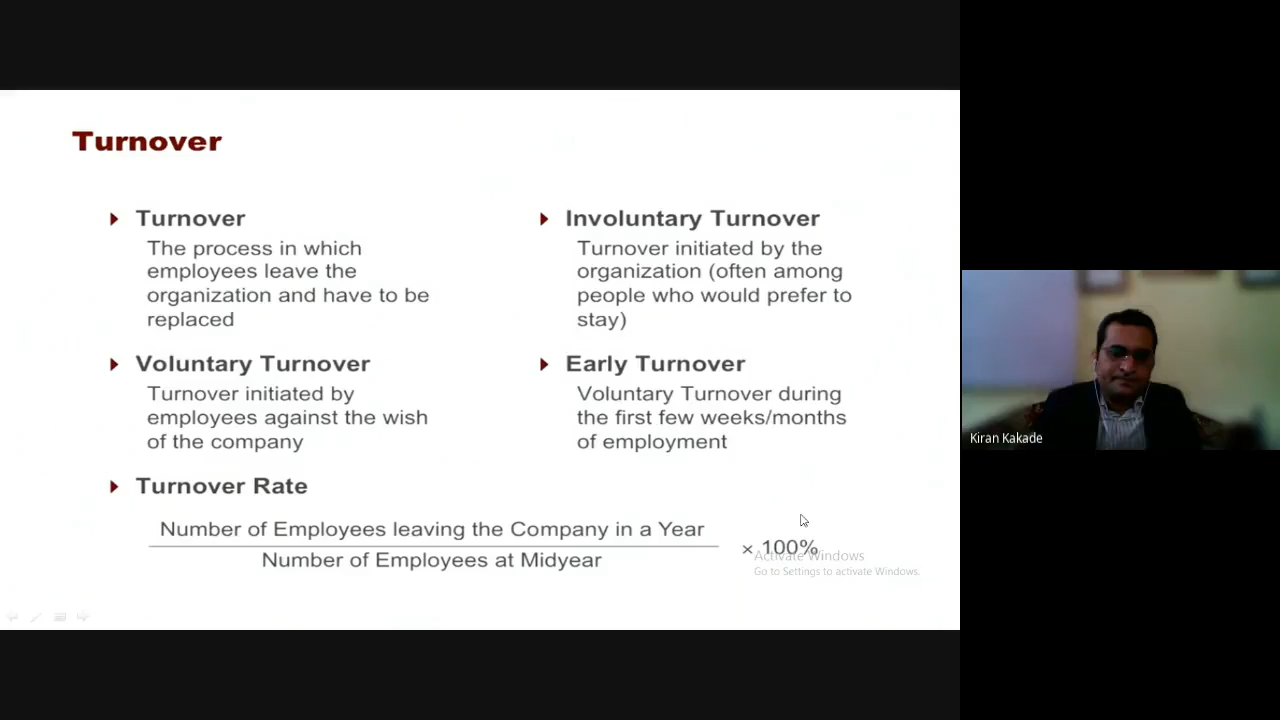 Turnover
Turnover
The process in which
employees leave the
organization and have to be
replaced
Involuntary Turnover
Turnover initiated by the
organization (often among
people who would prefer to
stay)
Voluntary Turnover
Turnover initiated by
employees against the wish
of the company
Early Turnover
Voluntary Turnover during
the first few weeks/months
of employment
Turnover Rate
Number of Employees leaving the Company in a Year
Number of Employees at Midyear
× 100%
Activate Windows
Go to Settings to activate Windows.
Kiran Kakade